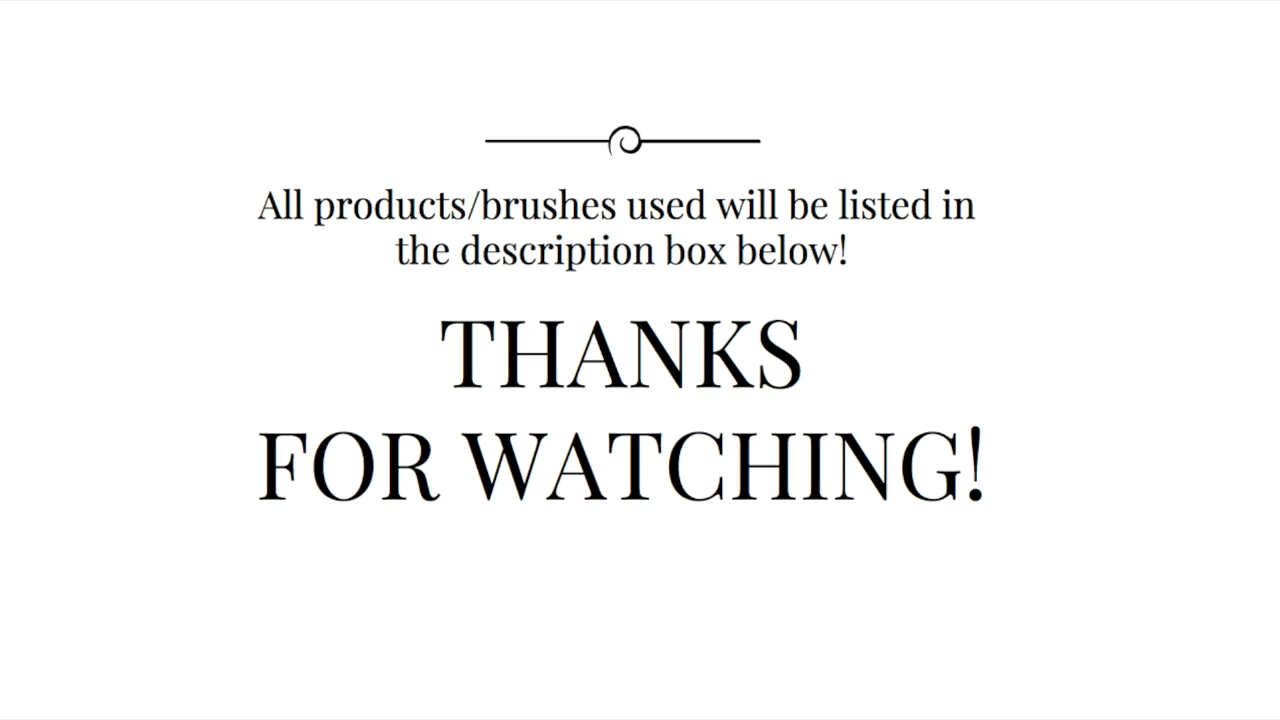 All products/brushes used will be listed in
the description box below!
THANKS
FOR WATCHING!